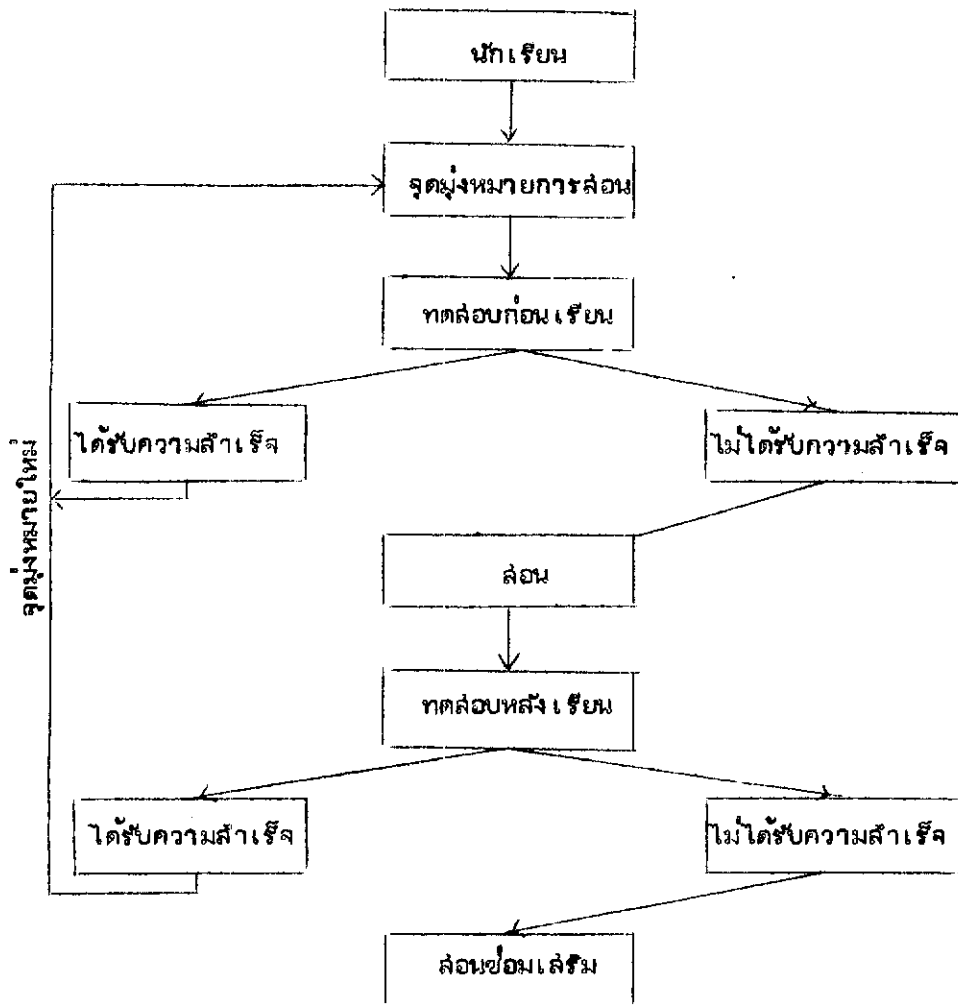 นักเรียน
จุดมุ่งหมายการสอน
ทดสอบก่อนเรียน
ได้รับความสำเร็จ
ไม่ได้รับความสำเร็จ
จุดมุ่งหมายใหม่
สอน
ทดสอบหลังเรียน
ได้รับความสำเร็จ
ไม่ได้รับความสำเร็จ
สอนซ่อมเสริม